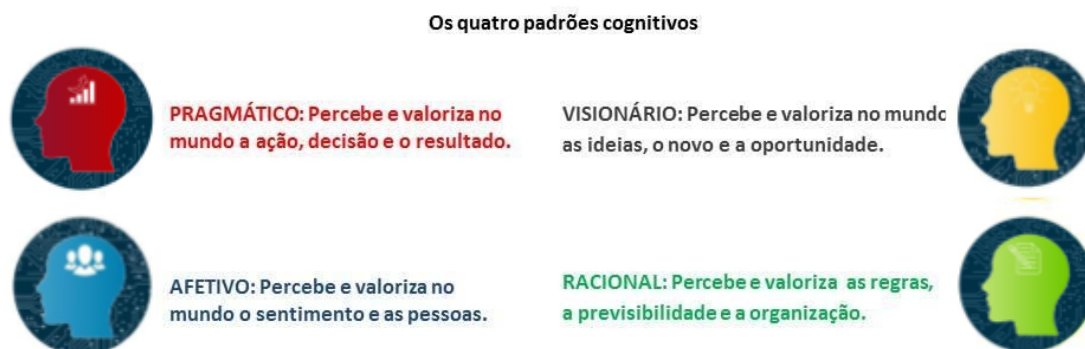 Os quatro padrões cognitivos
PRAGMÁTICO: Percebe e valoriza no
mundo a ação, decisão e o resultado.
VISIONÁRIO: Percebe e valoriza no mundo
as ideias, o novo e a oportunidade.
AFETIVO: Percebe e valoriza no
mundo o sentimento e as pessoas.
RACIONAL: Percebe e valoriza as regras,
a previsibilidade e a organização.